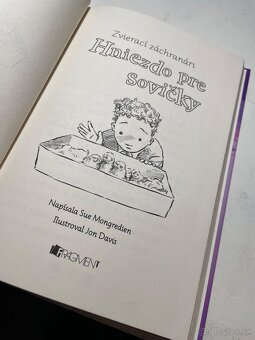 Zvierací záchranári
Hniezdo pre
sovičky
Napísala Sue Mongredien
Ilustroval Jon Davis
FRAGMENT